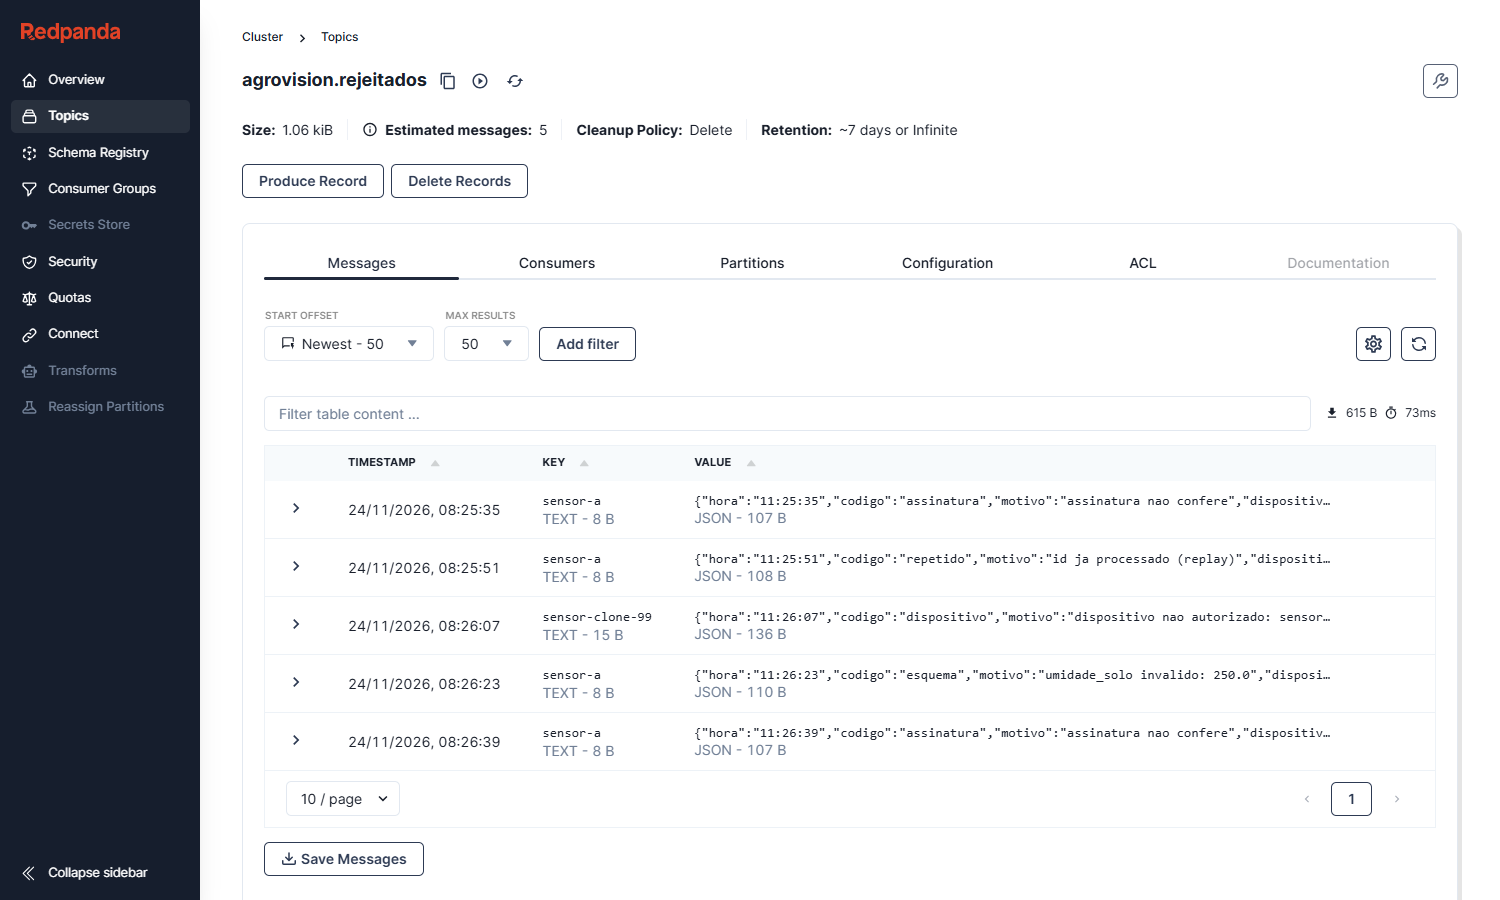 Redpanda
Overview
Topics
Schema Registry
Consumer Groups
Secrets Store
Security
Quotas
Connect
Transforms
Reassign Partitions
Collapse sidebar
Cluster > Topics
agrovision.rejeitados
Size: 1.06 kiB Estimated messages: 5 Cleanup Policy: Delete Retention: ~7 days or Infinite
Produce Record Delete Records
Messages Consumers Partitions Configuration ACL Documentation
START OFFSET MAX RESULTS
Newest - 50 50 Add filter
Filter table content ... 615 B 73ms
TIMESTAMP KEY VALUE
24/11/2026, 08:25:35 sensor-a {"hora":"11:25:35","codigo":"assinatura","motivo":"assinatura nao confere","dispositiv…
TEXT - 8 B JSON - 107 B
24/11/2026, 08:25:51 sensor-a {"hora":"11:25:51","codigo":"repetido","motivo":"id ja processado (replay)","dispositi…
TEXT - 8 B JSON - 108 B
24/11/2026, 08:26:07 sensor-clone-99 {"hora":"11:26:07","codigo":"dispositivo","motivo":"dispositivo nao autorizado: sensor…
TEXT - 15 B JSON - 136 B
24/11/2026, 08:26:23 sensor-a {"hora":"11:26:23","codigo":"esquema","motivo":"umidade_solo invalido: 250.0","disposi…
TEXT - 8 B JSON - 110 B
24/11/2026, 08:26:39 sensor-a {"hora":"11:26:39","codigo":"assinatura","motivo":"assinatura nao confere","dispositiv…
TEXT - 8 B JSON - 107 B
10 / page 1
Save Messages